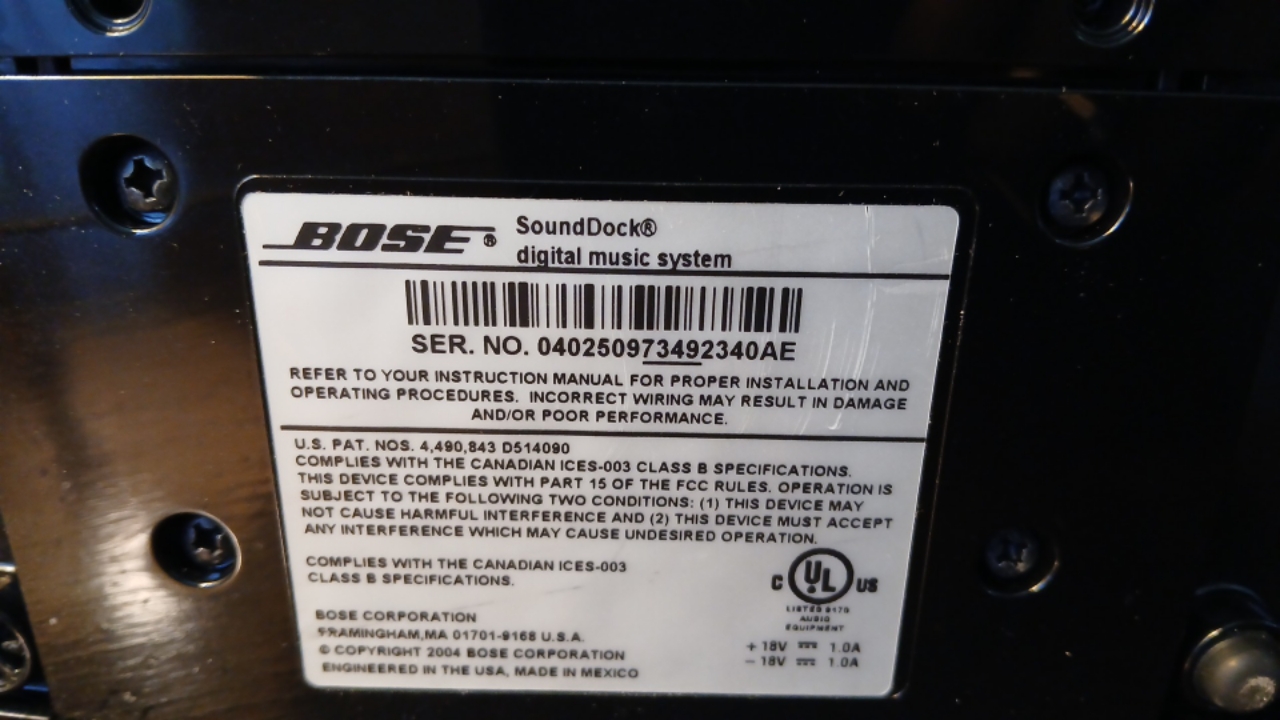 BOSE® SoundDock®
digital music system
SER. NO. 040250973492340AE
REFER TO YOUR INSTRUCTION MANUAL FOR PROPER INSTALLATION AND
OPERATING PROCEDURES. INCORRECT WIRING MAY RESULT IN DAMAGE
AND/OR POOR PERFORMANCE.
U.S. PAT. NOS. 4,490,843 D514090
COMPLIES WITH THE CANADIAN ICES-003 CLASS B SPECIFICATIONS.
THIS DEVICE COMPLIES WITH PART 15 OF THE FCC RULES. OPERATION IS
SUBJECT TO THE FOLLOWING TWO CONDITIONS: (1) THIS DEVICE MAY
NOT CAUSE HARMFUL INTERFERENCE AND (2) THIS DEVICE MUST ACCEPT
ANY INTERFERENCE WHICH MAY CAUSE UNDESIRED OPERATION.
COMPLIES WITH THE CANADIAN ICES-003
CLASS B SPECIFICATIONS.
C UL US
LISTED 917G
AUDIO
EQUIPMENT
BOSE CORPORATION
FRAMINGHAM, MA 01701-9168 U.S.A.
© COPYRIGHT 2004 BOSE CORPORATION
ENGINEERED IN THE USA, MADE IN MEXICO
+ 18V ⎓ 1.0A
− 18V ⎓ 1.0A